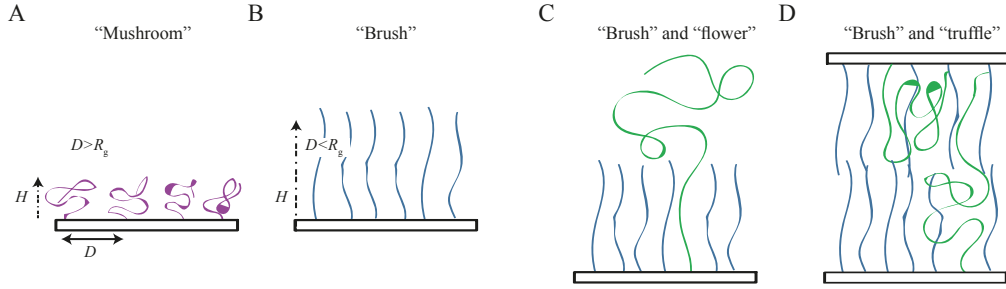 A
“Mushroom”
D>Rg
H
D
B
“Brush”
D<Rg
H
C
“Brush” and “flower”
D
“Brush” and “truffle”